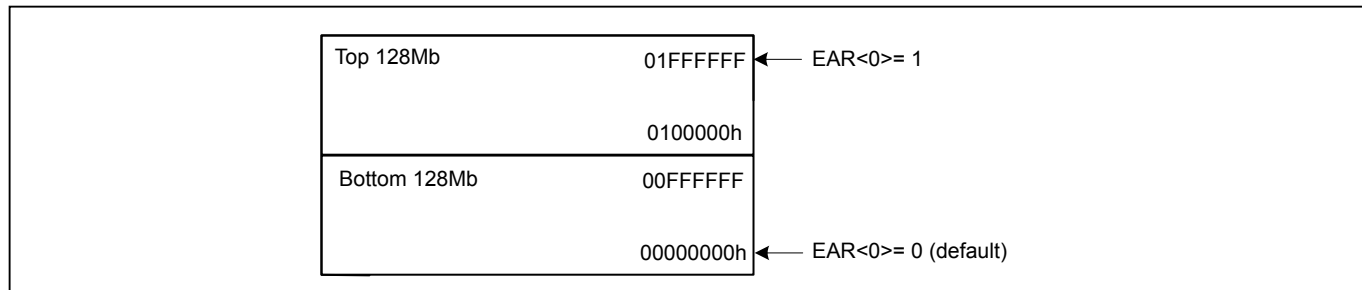 Top 128Mb 01FFFFFF EAR<0>= 1
0100000h
Bottom 128Mb 00FFFFFF
00000000h EAR<0>= 0 (default)